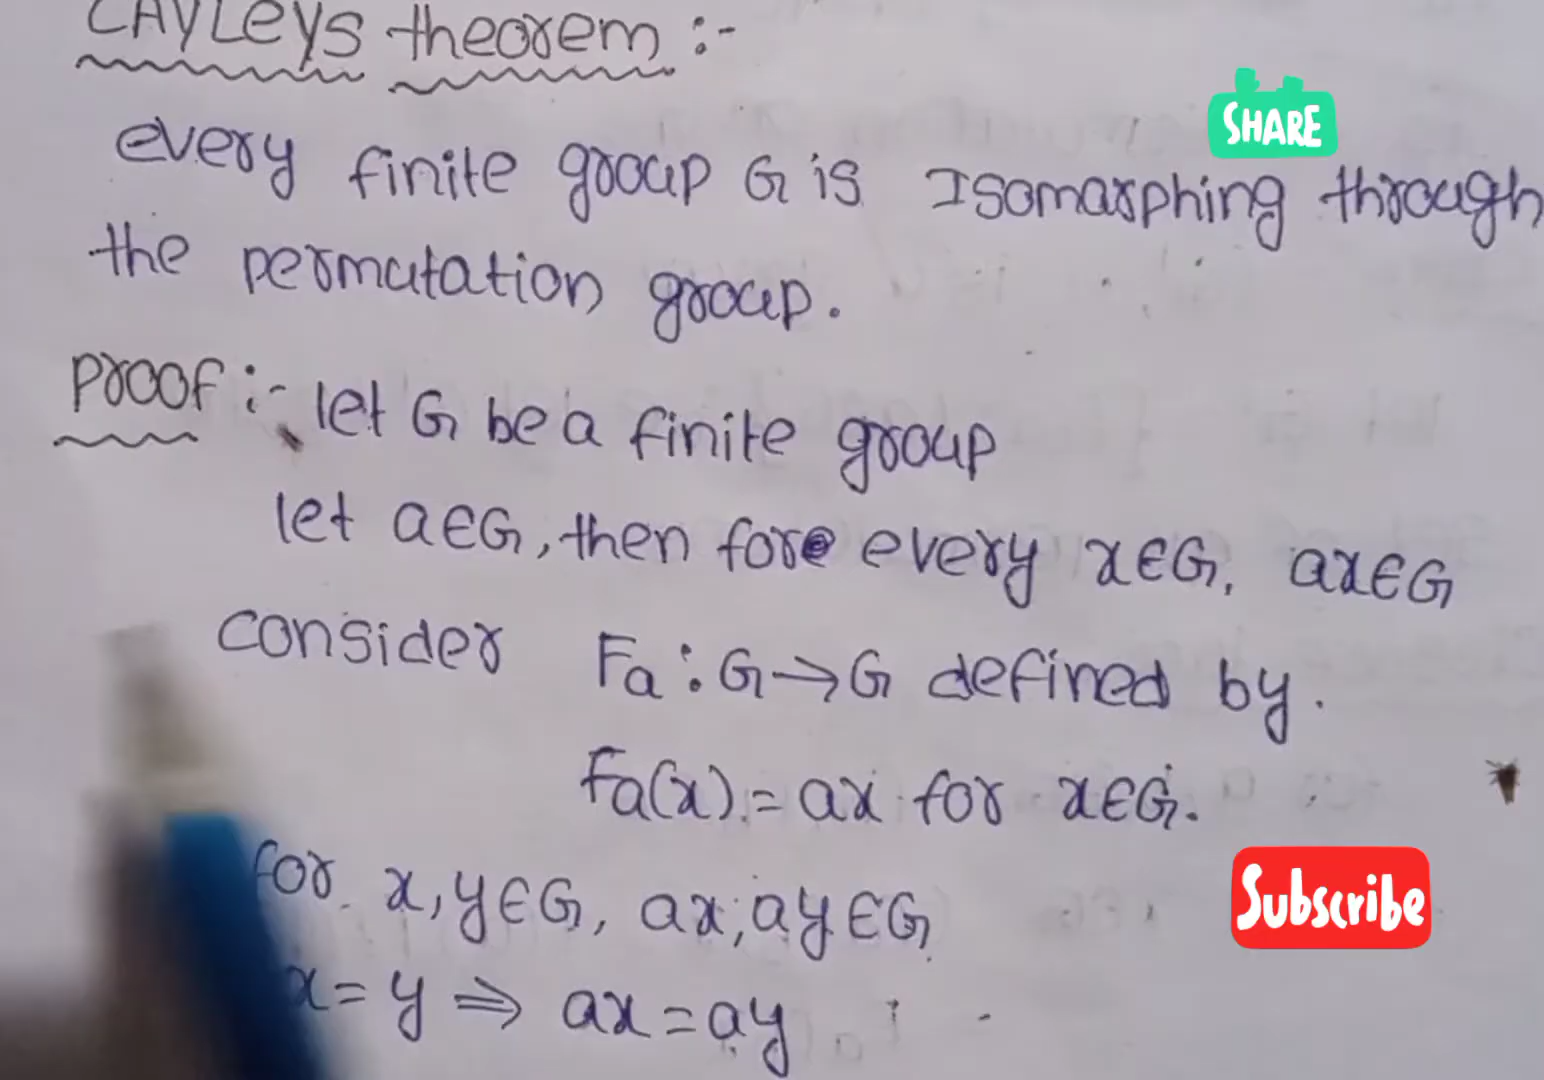 CAYLeYS theorem :-
SHARE
every finite group G is Isomarphing through
the permutation group.
Proof :- let G be a finite group
let a∈G, then fore every x∈G, ax∈G
consider Fa : G→G defined by.
Fa(x) = ax for x∈G.
for x, y∈G, ax, ay∈G
Subscribe
x = y ⇒ ax = ay